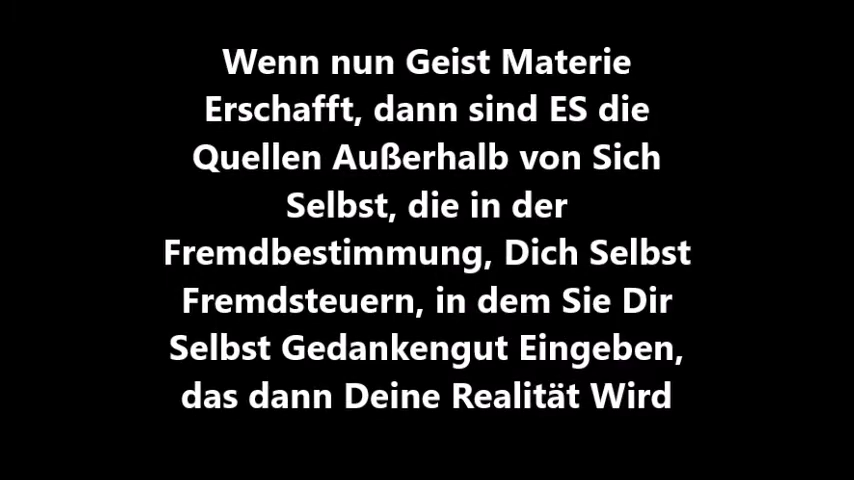 Wenn nun Geist Materie
Erschafft, dann sind ES die
Quellen Außerhalb von Sich
Selbst, die in der
Fremdbestimmung, Dich Selbst
Fremdsteuern, in dem Sie Dir
Selbst Gedankengut Eingeben,
das dann Deine Realität Wird